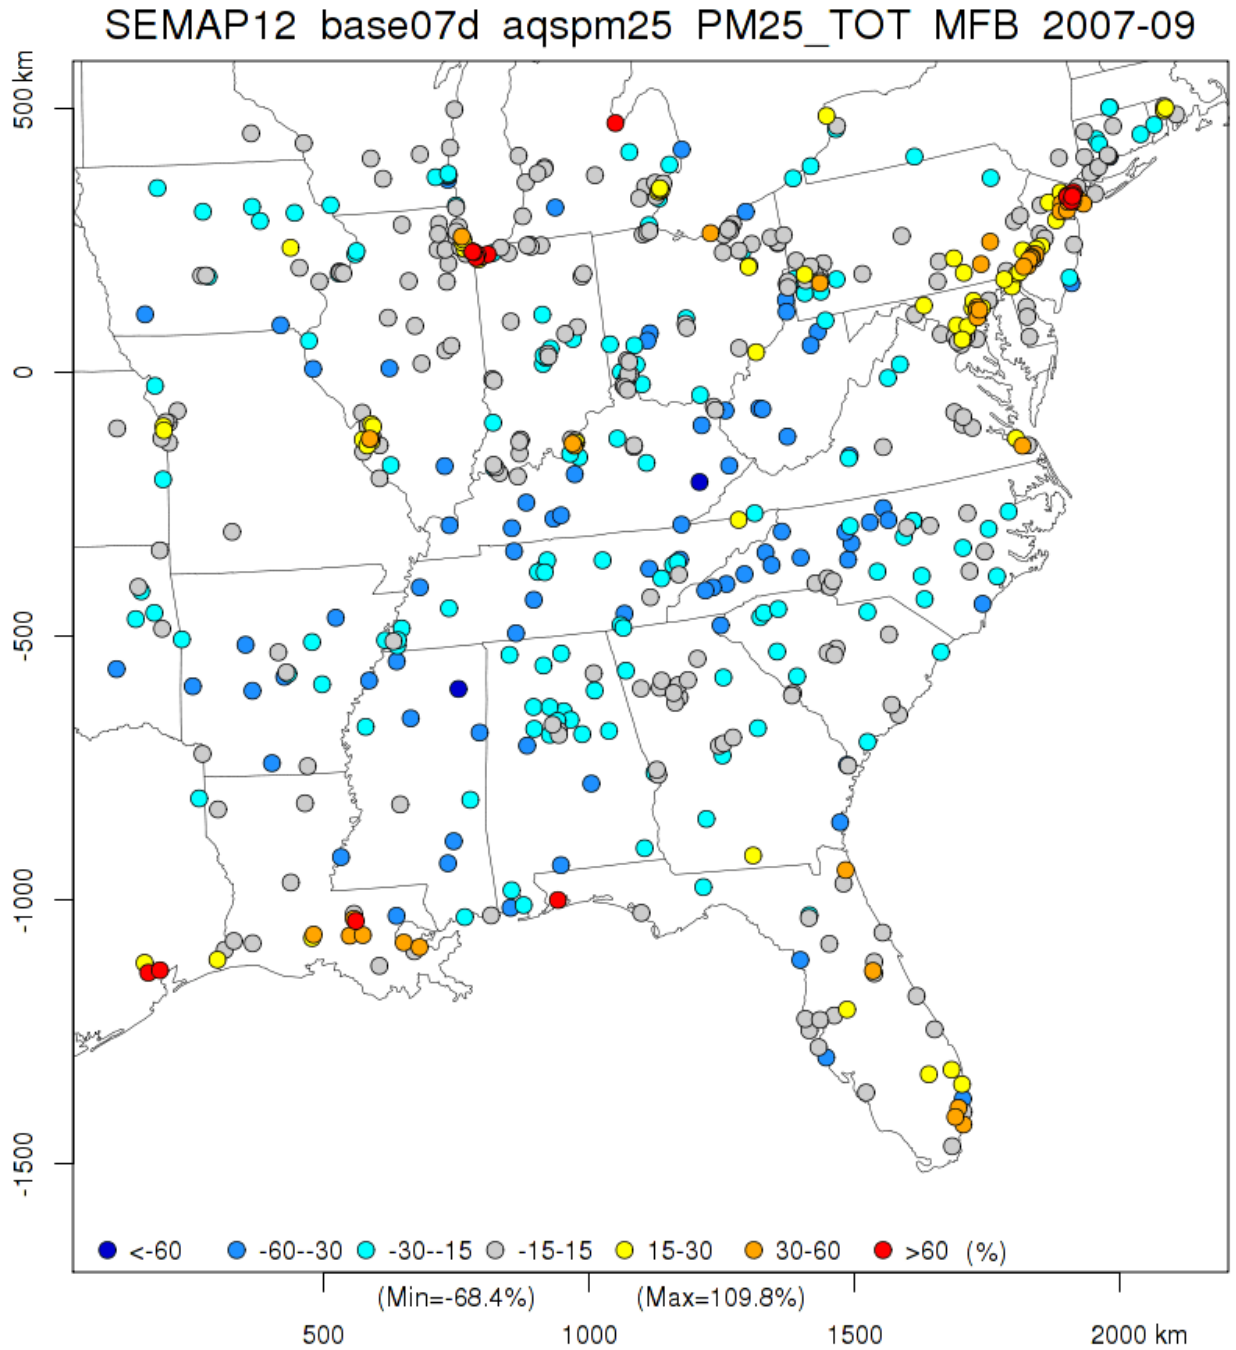 SEMAP12 base07d aqspm25 PM25_TOT MFB 2007-09
500 km
0
-500
-1000
-1500
<-60 -60--30 -30--15 -15-15 15-30 30-60 >60 (%)
(Min=-68.4%) (Max=109.8%)
500 1000 1500 2000 km